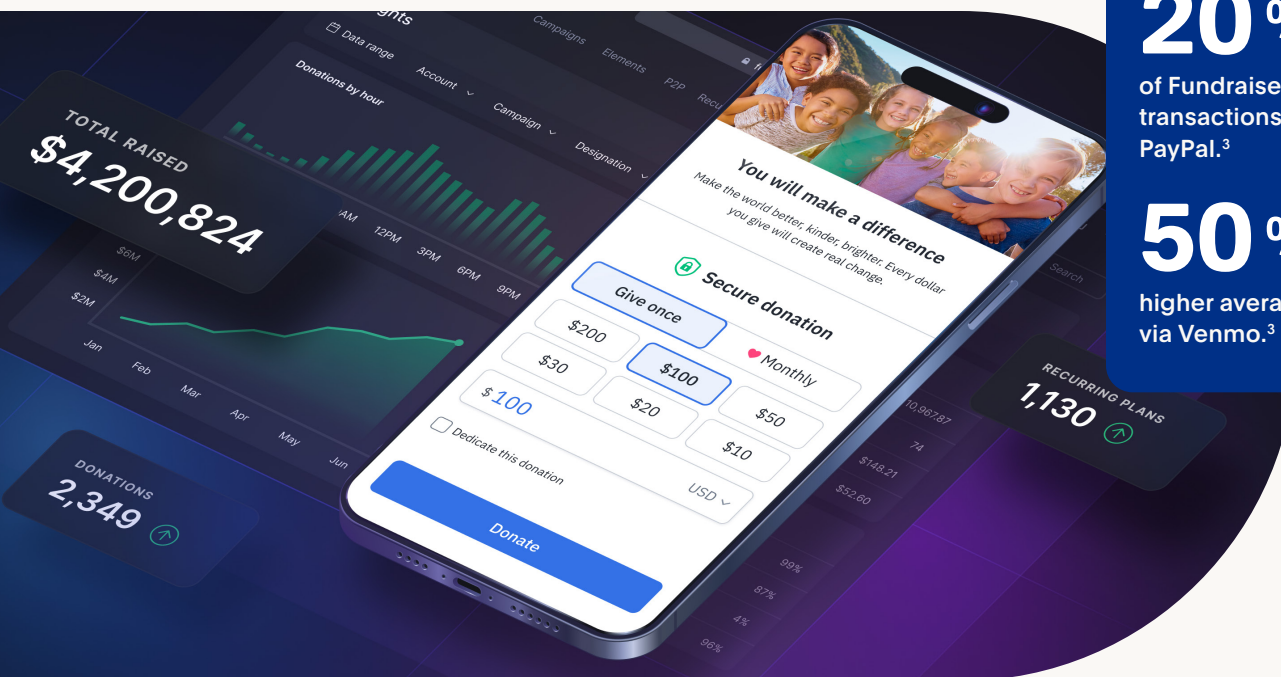 Campaigns
Elements
P2P
Data range
Account
Campaign
Designation
Donations by hour
TOTAL RAISED
$4,200,824
12PM
3PM
6PM
9PM
$6M
$4M
$2M
Jan
Feb
Mar
Apr
May
Jun
DONATIONS
2,349
You will make a difference
Make the world better, kinder, brighter. Every dollar
you give will create real change.
Secure donation
Give once
Monthly
$200
$100
$50
$30
$20
$10
$ 100
USD
Dedicate this donation
Donate
Search
RECURRING PLANS
1,130
10,967.87
74
$148.21
$52.60
99%
87%
4%
96%
20%
of Fundraise
transactions
PayPal.³
50%
higher avera
via Venmo.³